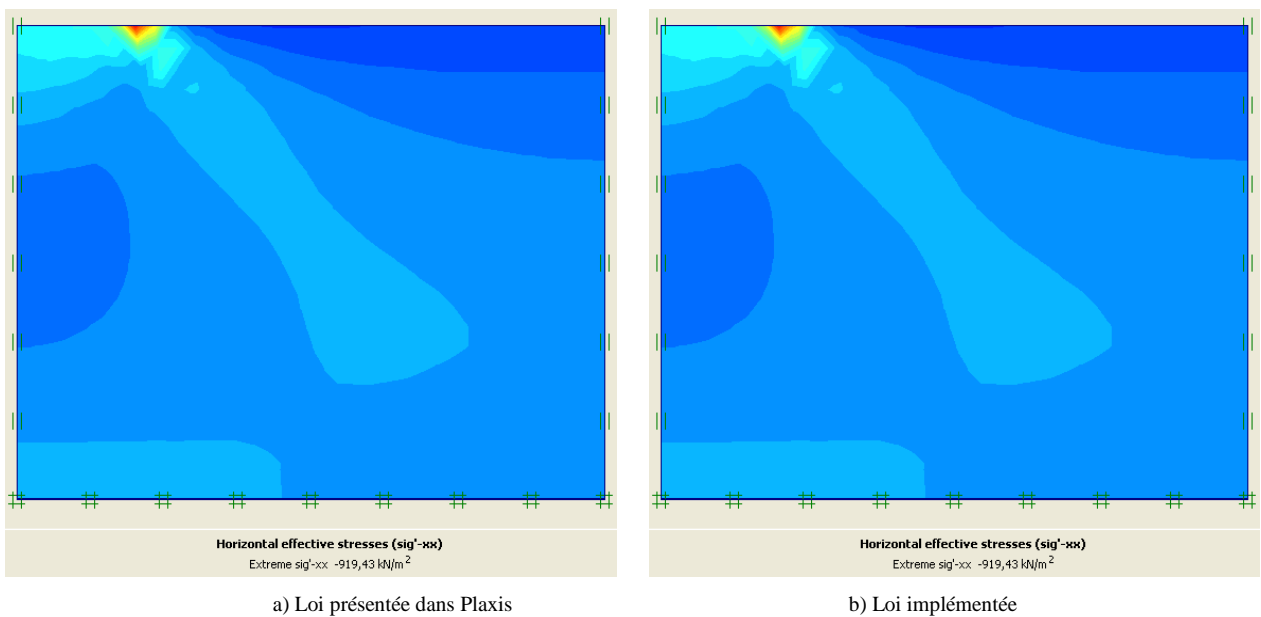 Horizontal effective stresses (sig'-xx)
Extreme sig'-xx -919,43 kN/m²
Horizontal effective stresses (sig'-xx)
Extreme sig'-xx -919,43 kN/m²
a) Loi présentée dans Plaxis
b) Loi implémentée